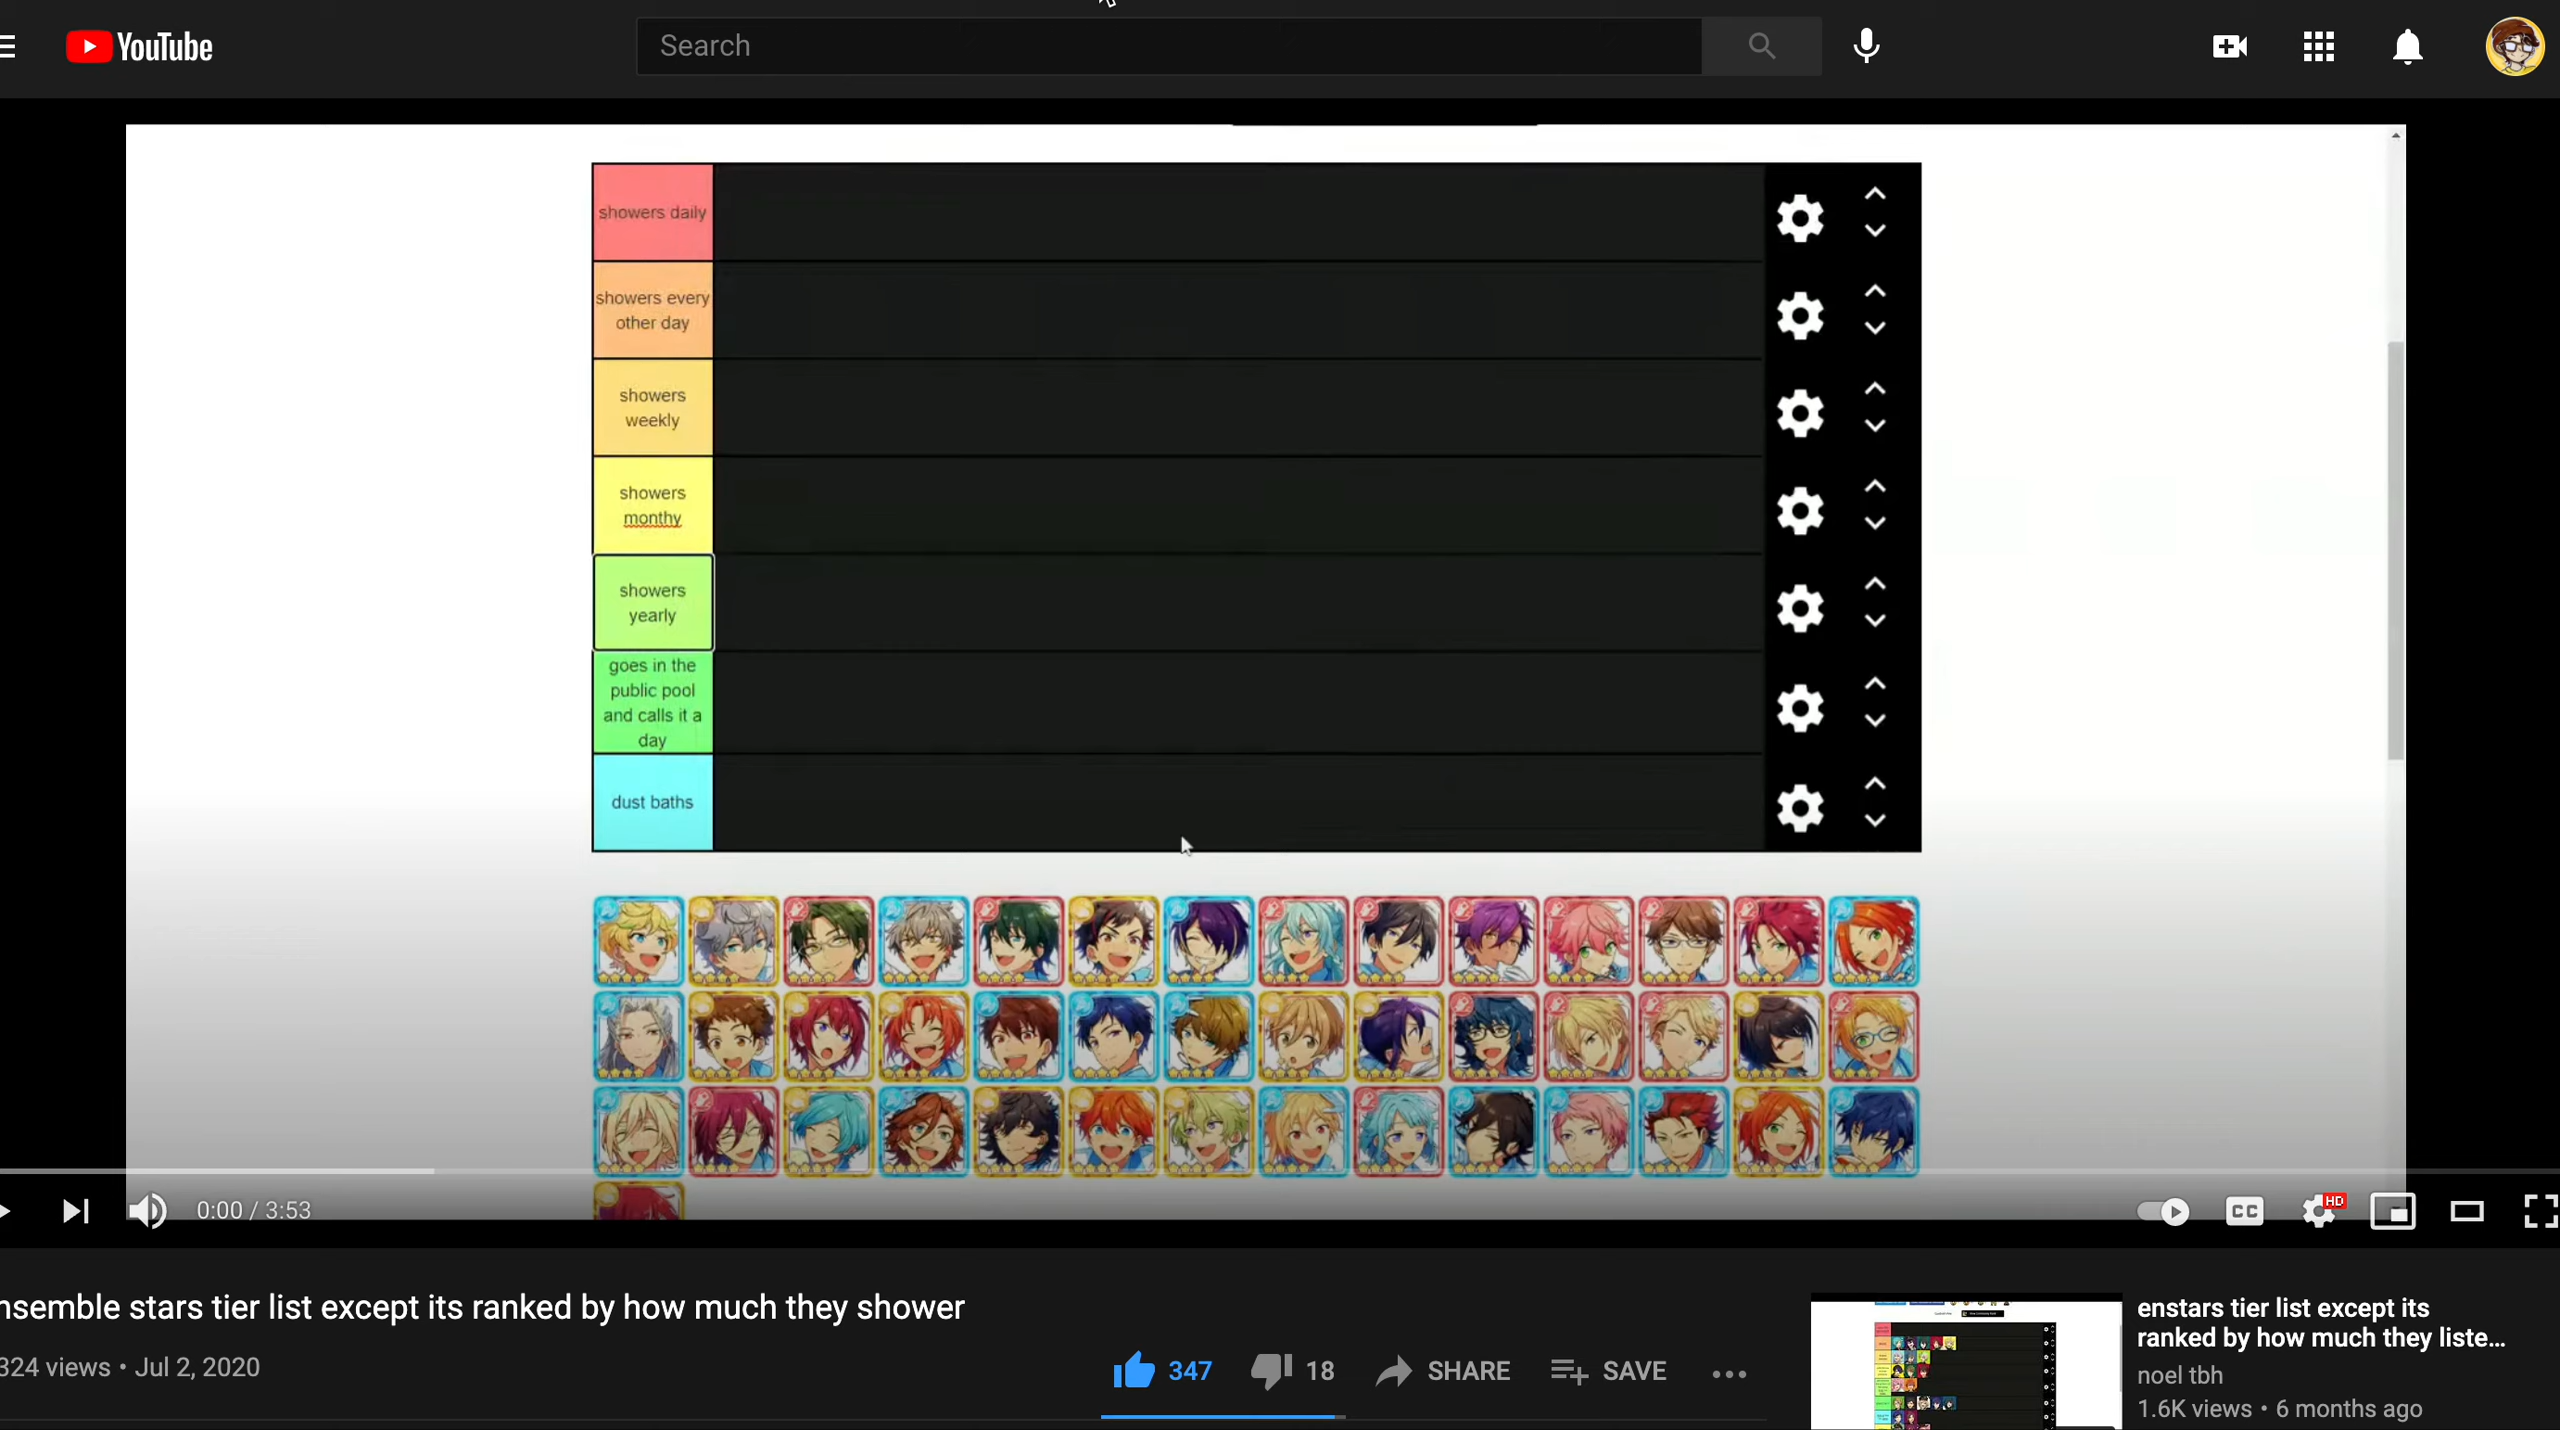 YouTube
Search
showers daily
showers every
other day
showers
weekly
showers
monthy
showers
yearly
goes in the
public pool
and calls it a
day
dust baths
0:00 / 3:53
CC
HD
nsemble stars tier list except its ranked by how much they shower
324 views • Jul 2, 2020
347
18
SHARE
SAVE
enstars tier list except its
ranked by how much they liste...
noel tbh
1.6K views • 6 months ago